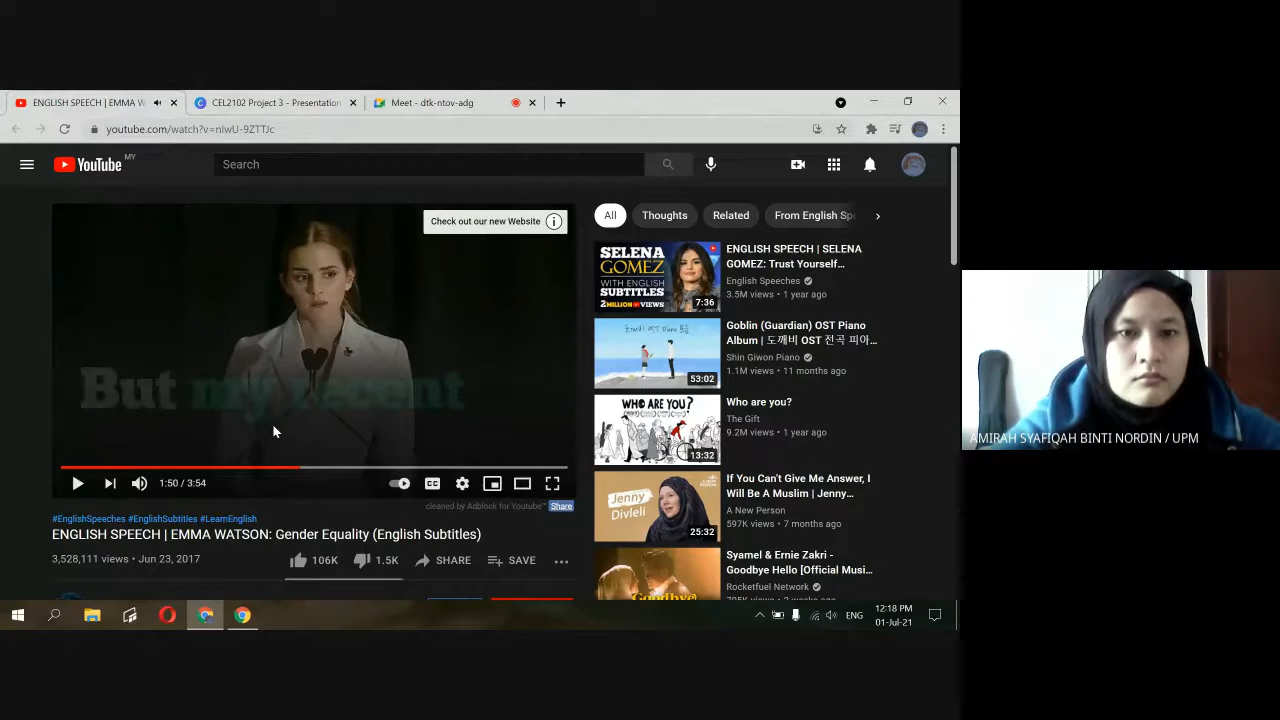 ENGLISH SPEECH | EMMA W
CEL2102 Project 3 - Presentation
Meet - dtk-ntov-adg
youtube.com/watch?v=nIwU-9ZTTJc
YouTube MY
Search
Check out our new Website
But my recent
1:50 / 3:54
CC
cleaned by Adblock for Youtube™ Share
#EnglishSpeeches #EnglishSubtitles #LearnEnglish
ENGLISH SPEECH | EMMA WATSON: Gender Equality (English Subtitles)
3,528,111 views • Jun 23, 2017
106K
1.5K
SHARE
SAVE
All
Thoughts
Related
From English Spe
SELENA
GOMEZ
WITH ENGLISH
SUBTITLES
2 MILLION VIEWS
7:36
ENGLISH SPEECH | SELENA
GOMEZ: Trust Yourself…
English Speeches
3.5M views • 1 year ago
53:02
Goblin (Guardian) OST Piano
Album | 도깨비 OST 전곡 피아…
Shin Giwon Piano
1.1M views • 11 months ago
WHO ARE YOU?
13:32
Who are you?
The Gift
9.2M views • 1 year ago
Jenny
Divleli
25:32
If You Can't Give Me Answer, I
Will Be A Muslim | Jenny…
A New Person
597K views • 7 months ago
Goodbye
Syamel & Ernie Zakri -
Goodbye Hello [Official Musi…
Rocketfuel Network
ENG
12:18 PM
01-Jul-21
AMIRAH SYAFIQAH BINTI NORDIN / UPM